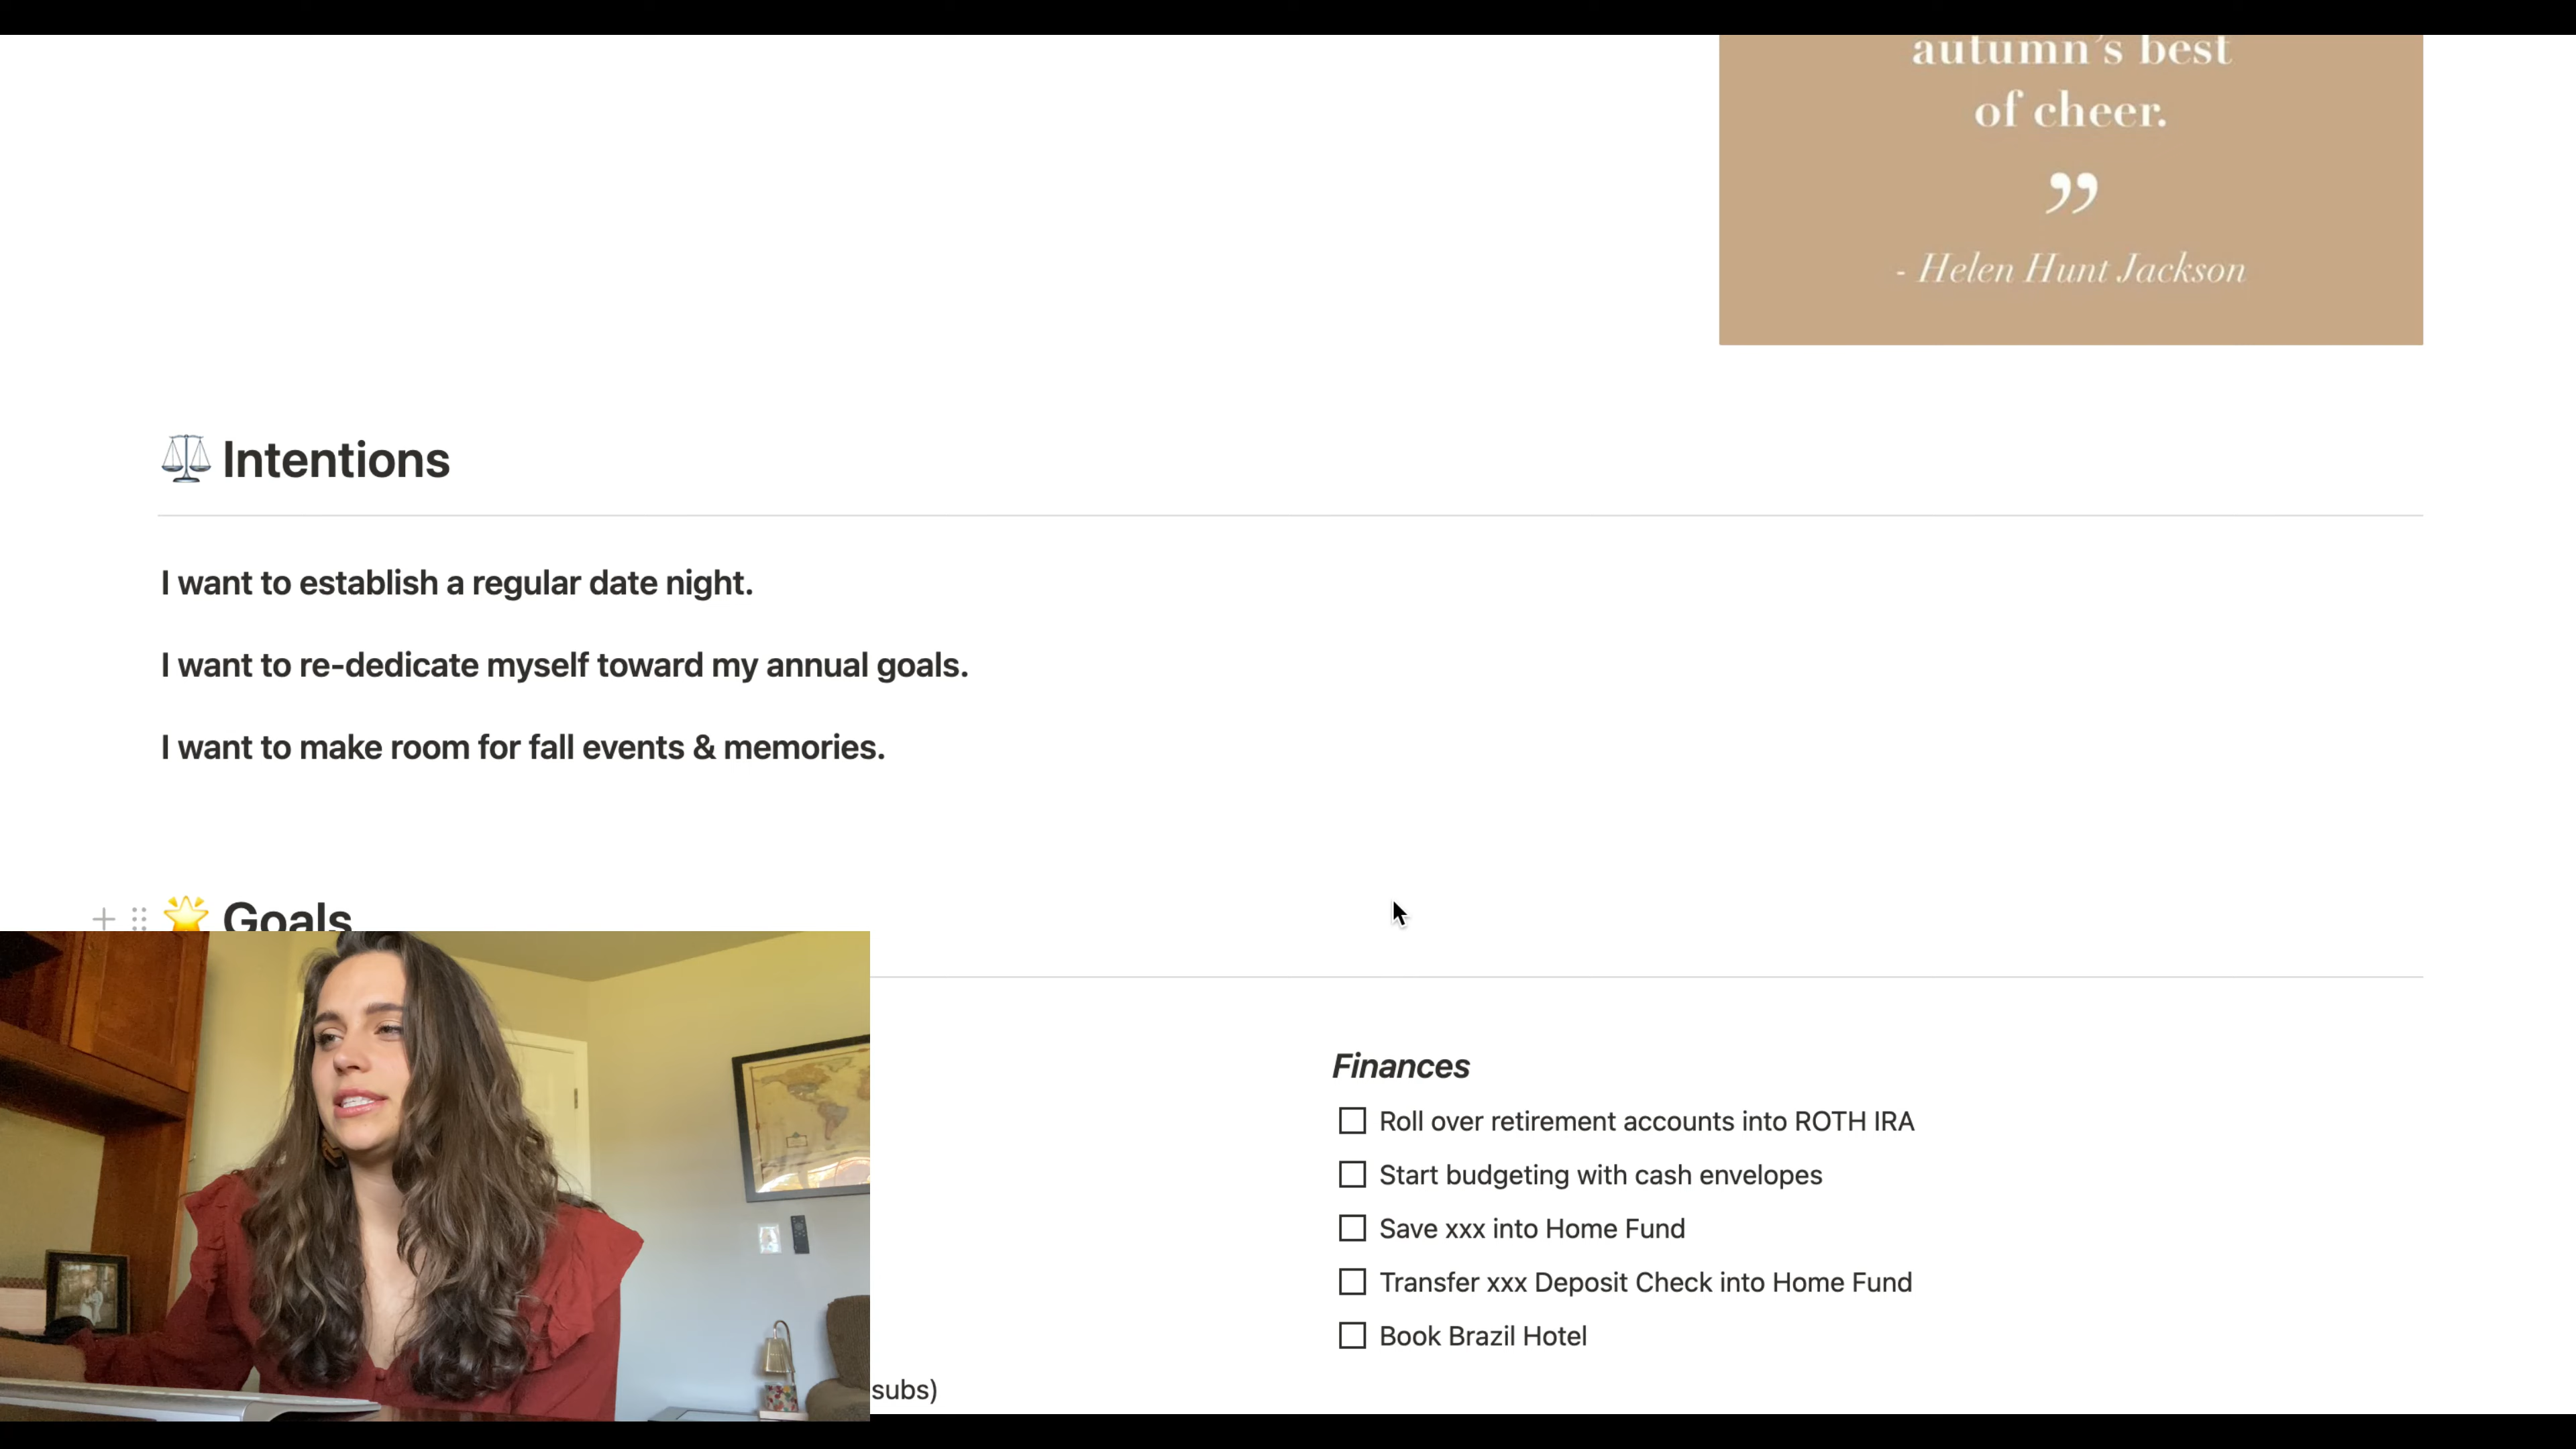 autumn's best
of cheer.
”
- Helen Hunt Jackson
Intentions
I want to establish a regular date night.
I want to re-dedicate myself toward my annual goals.
I want to make room for fall events & memories.
Goals
Finances
Roll over retirement accounts into ROTH IRA
Start budgeting with cash envelopes
Save xxx into Home Fund
Transfer xxx Deposit Check into Home Fund
Book Brazil Hotel
subs)